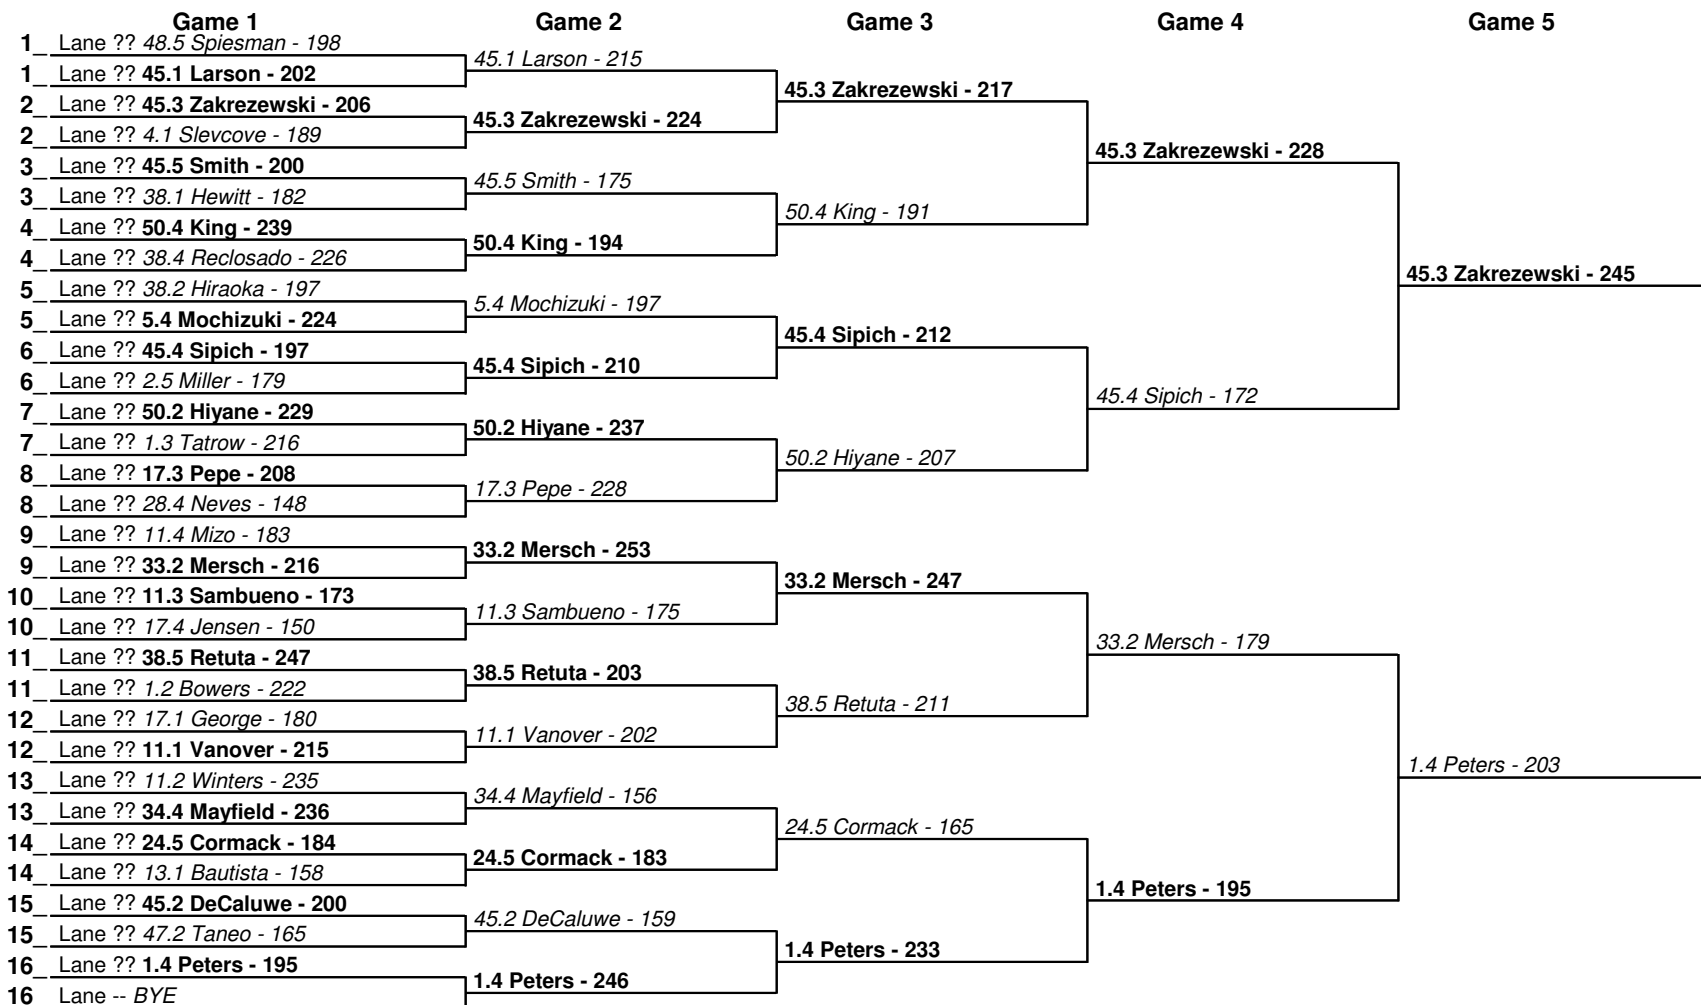 Game 1 Game 2 Game 3 Game 4 Game 5
1_ Lane ?? 48.5 Spiesman - 198
45.1 Larson - 215
1_ Lane ?? 45.1 Larson - 202
45.3 Zakrezewski - 217
2_ Lane ?? 45.3 Zakrezewski - 206
45.3 Zakrezewski - 224
2_ Lane ?? 4.1 Slevcove - 189
45.3 Zakrezewski - 228
3_ Lane ?? 45.5 Smith - 200
45.5 Smith - 175
3_ Lane ?? 38.1 Hewitt - 182
50.4 King - 191
4_ Lane ?? 50.4 King - 239
50.4 King - 194
4_ Lane ?? 38.4 Reclosado - 226
45.3 Zakrezewski - 245
5_ Lane ?? 38.2 Hiraoka - 197
5.4 Mochizuki - 197
5_ Lane ?? 5.4 Mochizuki - 224
45.4 Sipich - 212
6_ Lane ?? 45.4 Sipich - 197
45.4 Sipich - 210
6_ Lane ?? 2.5 Miller - 179
45.4 Sipich - 172
7_ Lane ?? 50.2 Hiyane - 229
50.2 Hiyane - 237
7_ Lane ?? 1.3 Tatrow - 216
50.2 Hiyane - 207
8_ Lane ?? 17.3 Pepe - 208
17.3 Pepe - 228
8_ Lane ?? 28.4 Neves - 148
9_ Lane ?? 11.4 Mizo - 183
33.2 Mersch - 253
9_ Lane ?? 33.2 Mersch - 216
33.2 Mersch - 247
10_ Lane ?? 11.3 Sambueno - 173
11.3 Sambueno - 175
10_ Lane ?? 17.4 Jensen - 150
33.2 Mersch - 179
11_ Lane ?? 38.5 Retuta - 247
38.5 Retuta - 203
11_ Lane ?? 1.2 Bowers - 222
38.5 Retuta - 211
12_ Lane ?? 17.1 George - 180
11.1 Vanover - 202
12_ Lane ?? 11.1 Vanover - 215
1.4 Peters - 203
13_ Lane ?? 11.2 Winters - 235
34.4 Mayfield - 156
13_ Lane ?? 34.4 Mayfield - 236
24.5 Cormack - 165
14_ Lane ?? 24.5 Cormack - 184
24.5 Cormack - 183
14_ Lane ?? 13.1 Bautista - 158
1.4 Peters - 195
15_ Lane ?? 45.2 DeCaluwe - 200
45.2 DeCaluwe - 159
15_ Lane ?? 47.2 Taneo - 165
1.4 Peters - 233
16_ Lane ?? 1.4 Peters - 195
1.4 Peters - 246
16_ Lane -- BYE